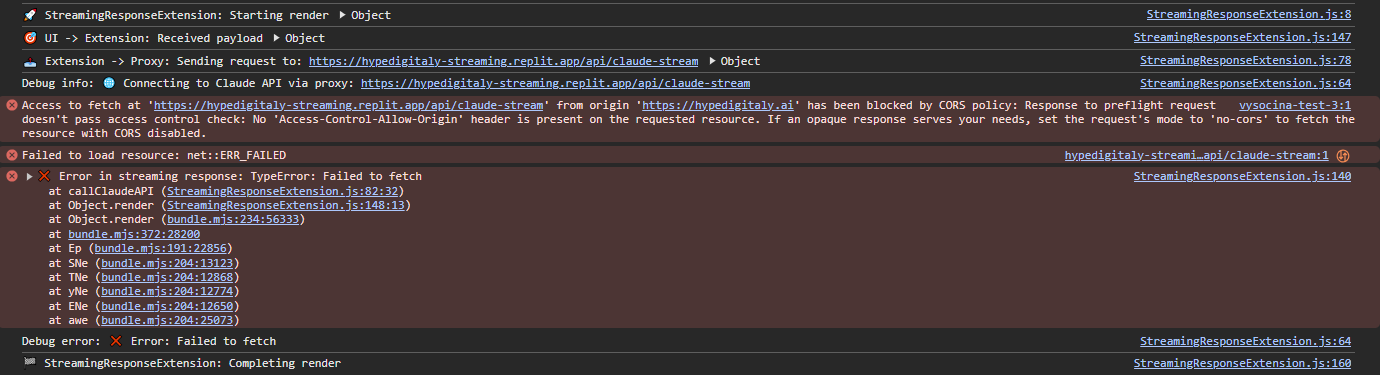 🚀 StreamingResponseExtension: Starting render ▶ Object StreamingResponseExtension.js:8
🎯 UI -> Extension: Received payload ▶ Object StreamingResponseExtension.js:147
📤 Extension -> Proxy: Sending request to: https://hypedigitaly-streaming.replit.app/api/claude-stream ▶ Object StreamingResponseExtension.js:78
Debug info: 🌐 Connecting to Claude API via proxy: https://hypedigitaly-streaming.replit.app/api/claude-stream StreamingResponseExtension.js:64
Access to fetch at 'https://hypedigitaly-streaming.replit.app/api/claude-stream' from origin 'https://hypedigitaly.ai' has been blocked by CORS policy: Response to preflight request vysocina-test-3:1
doesn't pass access control check: No 'Access-Control-Allow-Origin' header is present on the requested resource. If an opaque response serves your needs, set the request's mode to 'no-cors' to fetch the
resource with CORS disabled.
Failed to load resource: net::ERR_FAILED hypedigitaly-streami…api/claude-stream:1
▶ ❌ Error in streaming response: TypeError: Failed to fetch StreamingResponseExtension.js:140
at callClaudeAPI (StreamingResponseExtension.js:82:32)
at Object.render (StreamingResponseExtension.js:148:13)
at Object.render (bundle.mjs:234:56333)
at bundle.mjs:372:28200
at Ep (bundle.mjs:191:22856)
at SNe (bundle.mjs:204:13123)
at TNe (bundle.mjs:204:12868)
at yNe (bundle.mjs:204:12774)
at ENe (bundle.mjs:204:12650)
at awe (bundle.mjs:204:25073)
Debug error: ❌ Error: Failed to fetch StreamingResponseExtension.js:64
🏁 StreamingResponseExtension: Completing render StreamingResponseExtension.js:160